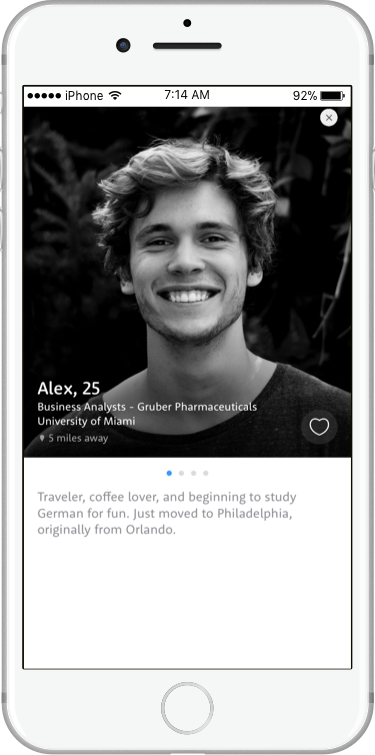 iPhone 7:14 AM 92%
Alex, 25
Business Analysts - Gruber Pharmaceuticals
University of Miami
5 miles away
Traveler, coffee lover, and beginning to study
German for fun. Just moved to Philadelphia,
originally from Orlando.